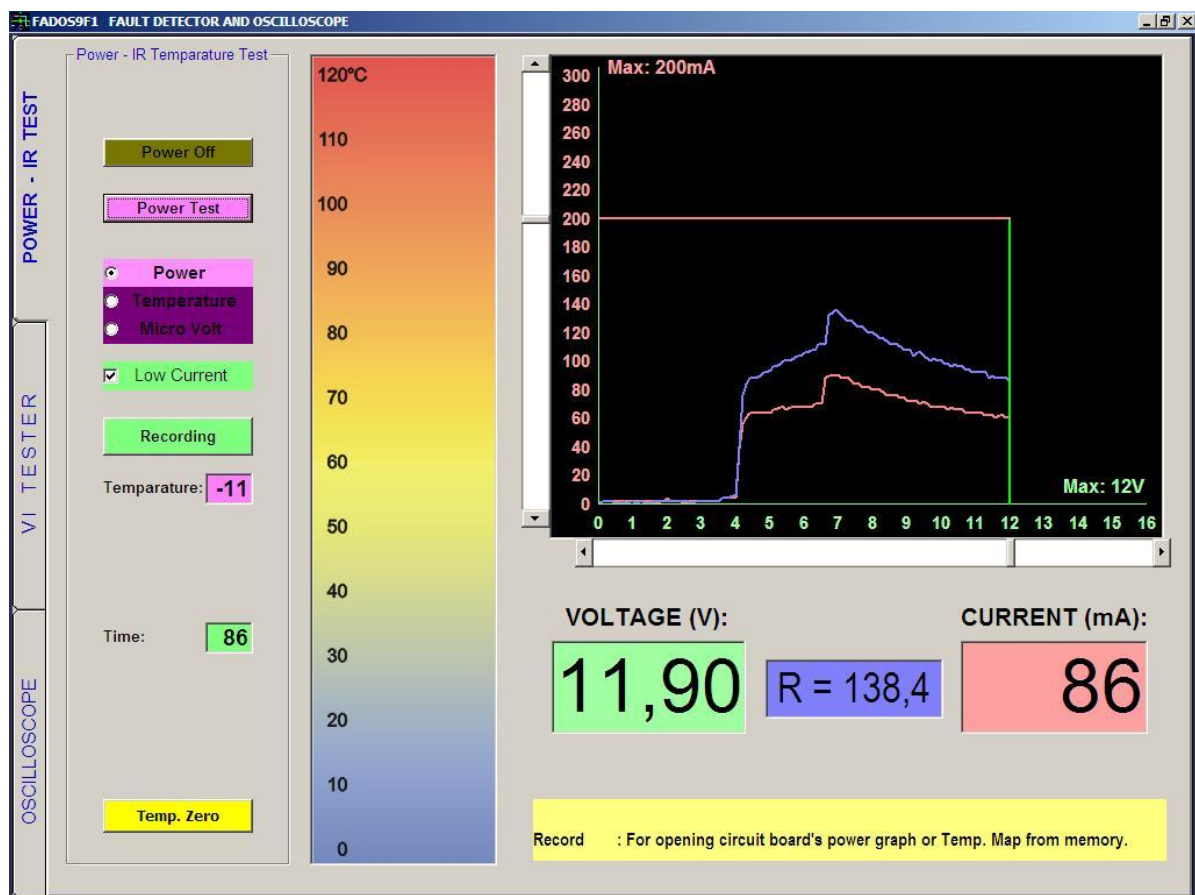 FADOS9F1 FAULT DETECTOR AND OSCILLOSCOPE
POWER - IR TEST
VI TESTER
OSCILLOSCOPE
Power - IR Temparature Test
Power Off
Power Test
Power
Temperature
Micro Volt
Low Current
Recording
Temparature: -11
Time: 86
Temp. Zero
120°C
110
100
90
80
70
60
50
40
30
20
10
0
Max: 200mA
300
280
260
240
220
200
180
160
140
120
100
80
60
40
20
0
Max: 12V
0 1 2 3 4 5 6 7 8 9 10 11 12 13 14 15 16
VOLTAGE (V):
11,90
R = 138,4
CURRENT (mA):
86
Record : For opening circuit board's power graph or Temp. Map from memory.